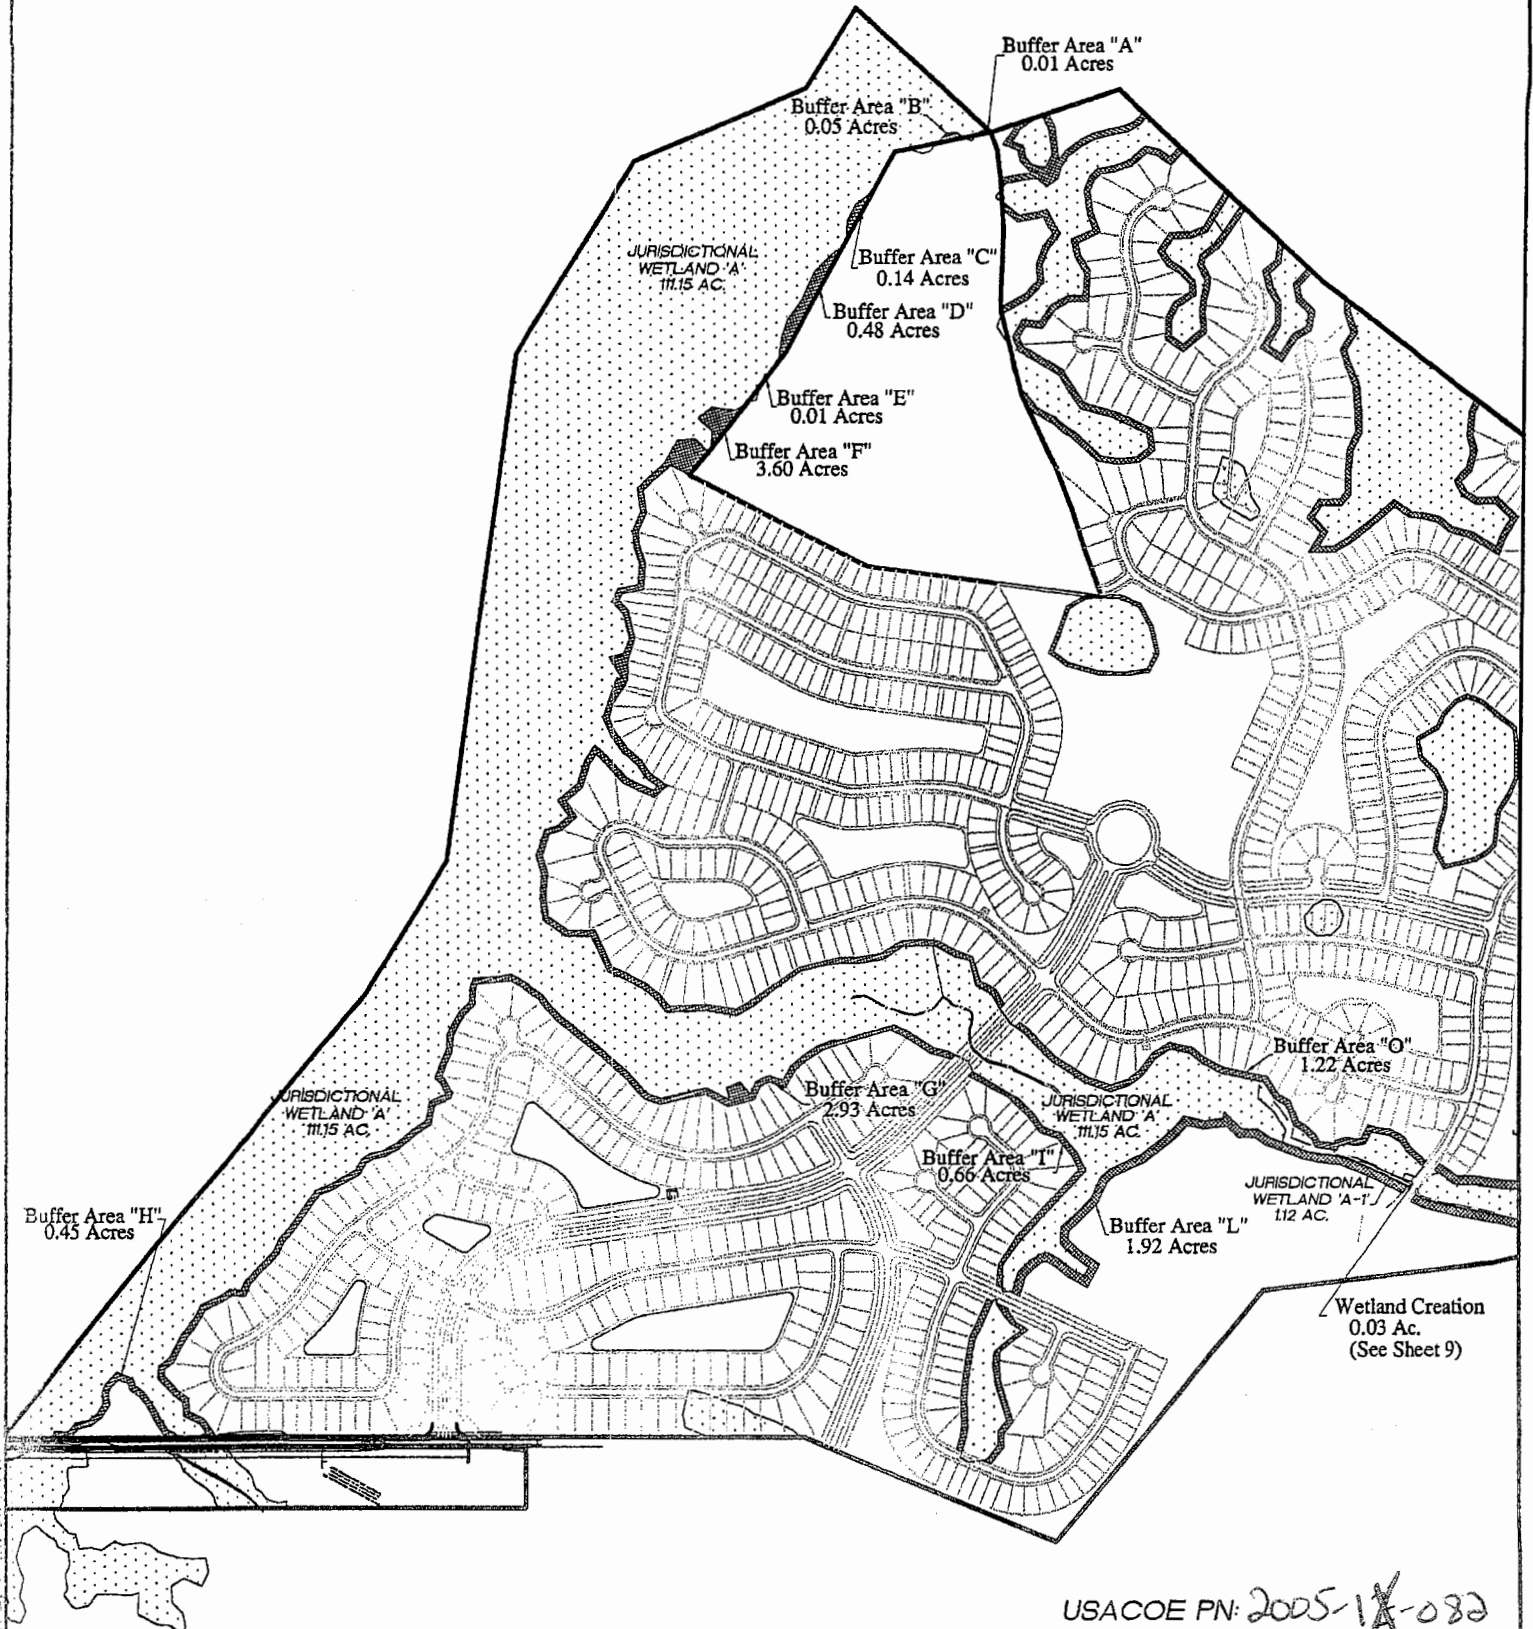 Buffer Area "A"
0.01 Acres
Buffer Area "B"
0.05 Acres
JURISDICTIONAL
WETLAND 'A'
111.15 AC.
Buffer Area "C"
0.14 Acres
Buffer Area "D"
0.48 Acres
Buffer Area "E"
0.01 Acres
Buffer Area "F"
3.60 Acres
Buffer Area "O"
1.22 Acres
Buffer Area "G"
2.93 Acres
JURISDICTIONAL
WETLAND 'A'
111.15 AC.
JURISDICTIONAL
WETLAND 'A'
111.15 AC.
Buffer Area "I"
0.66 Acres
JURISDICTIONAL
WETLAND 'A-1'
1.12 AC.
Buffer Area "H"
0.45 Acres
Buffer Area "L"
1.92 Acres
Wetland Creation
0.03 Ac.
(See Sheet 9)
USACOE PN: 2005-1 -082